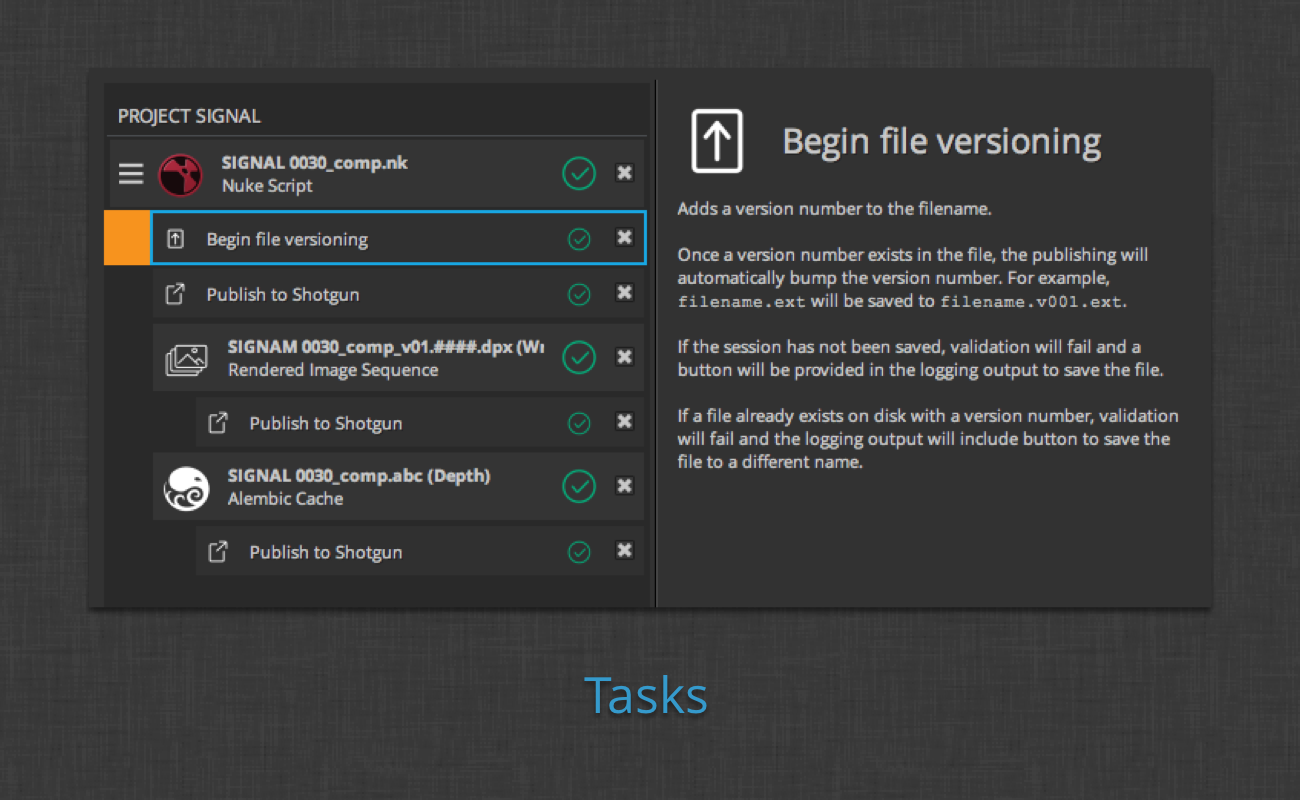 PROJECT SIGNAL
SIGNAL 0030_comp.nk
Nuke Script
Begin file versioning
Publish to Shotgun
SIGNAM 0030_comp_v01.####.dpx (Wr
Rendered Image Sequence
Publish to Shotgun
SIGNAL 0030_comp.abc (Depth)
Alembic Cache
Publish to Shotgun
Begin file versioning
Adds a version number to the filename.
Once a version number exists in the file, the publishing will
automatically bump the version number. For example,
filename.ext will be saved to filename.v001.ext.
If the session has not been saved, validation will fail and a
button will be provided in the logging output to save the file.
If a file already exists on disk with a version number, validation
will fail and the logging output will include button to save the
file to a different name.
Tasks